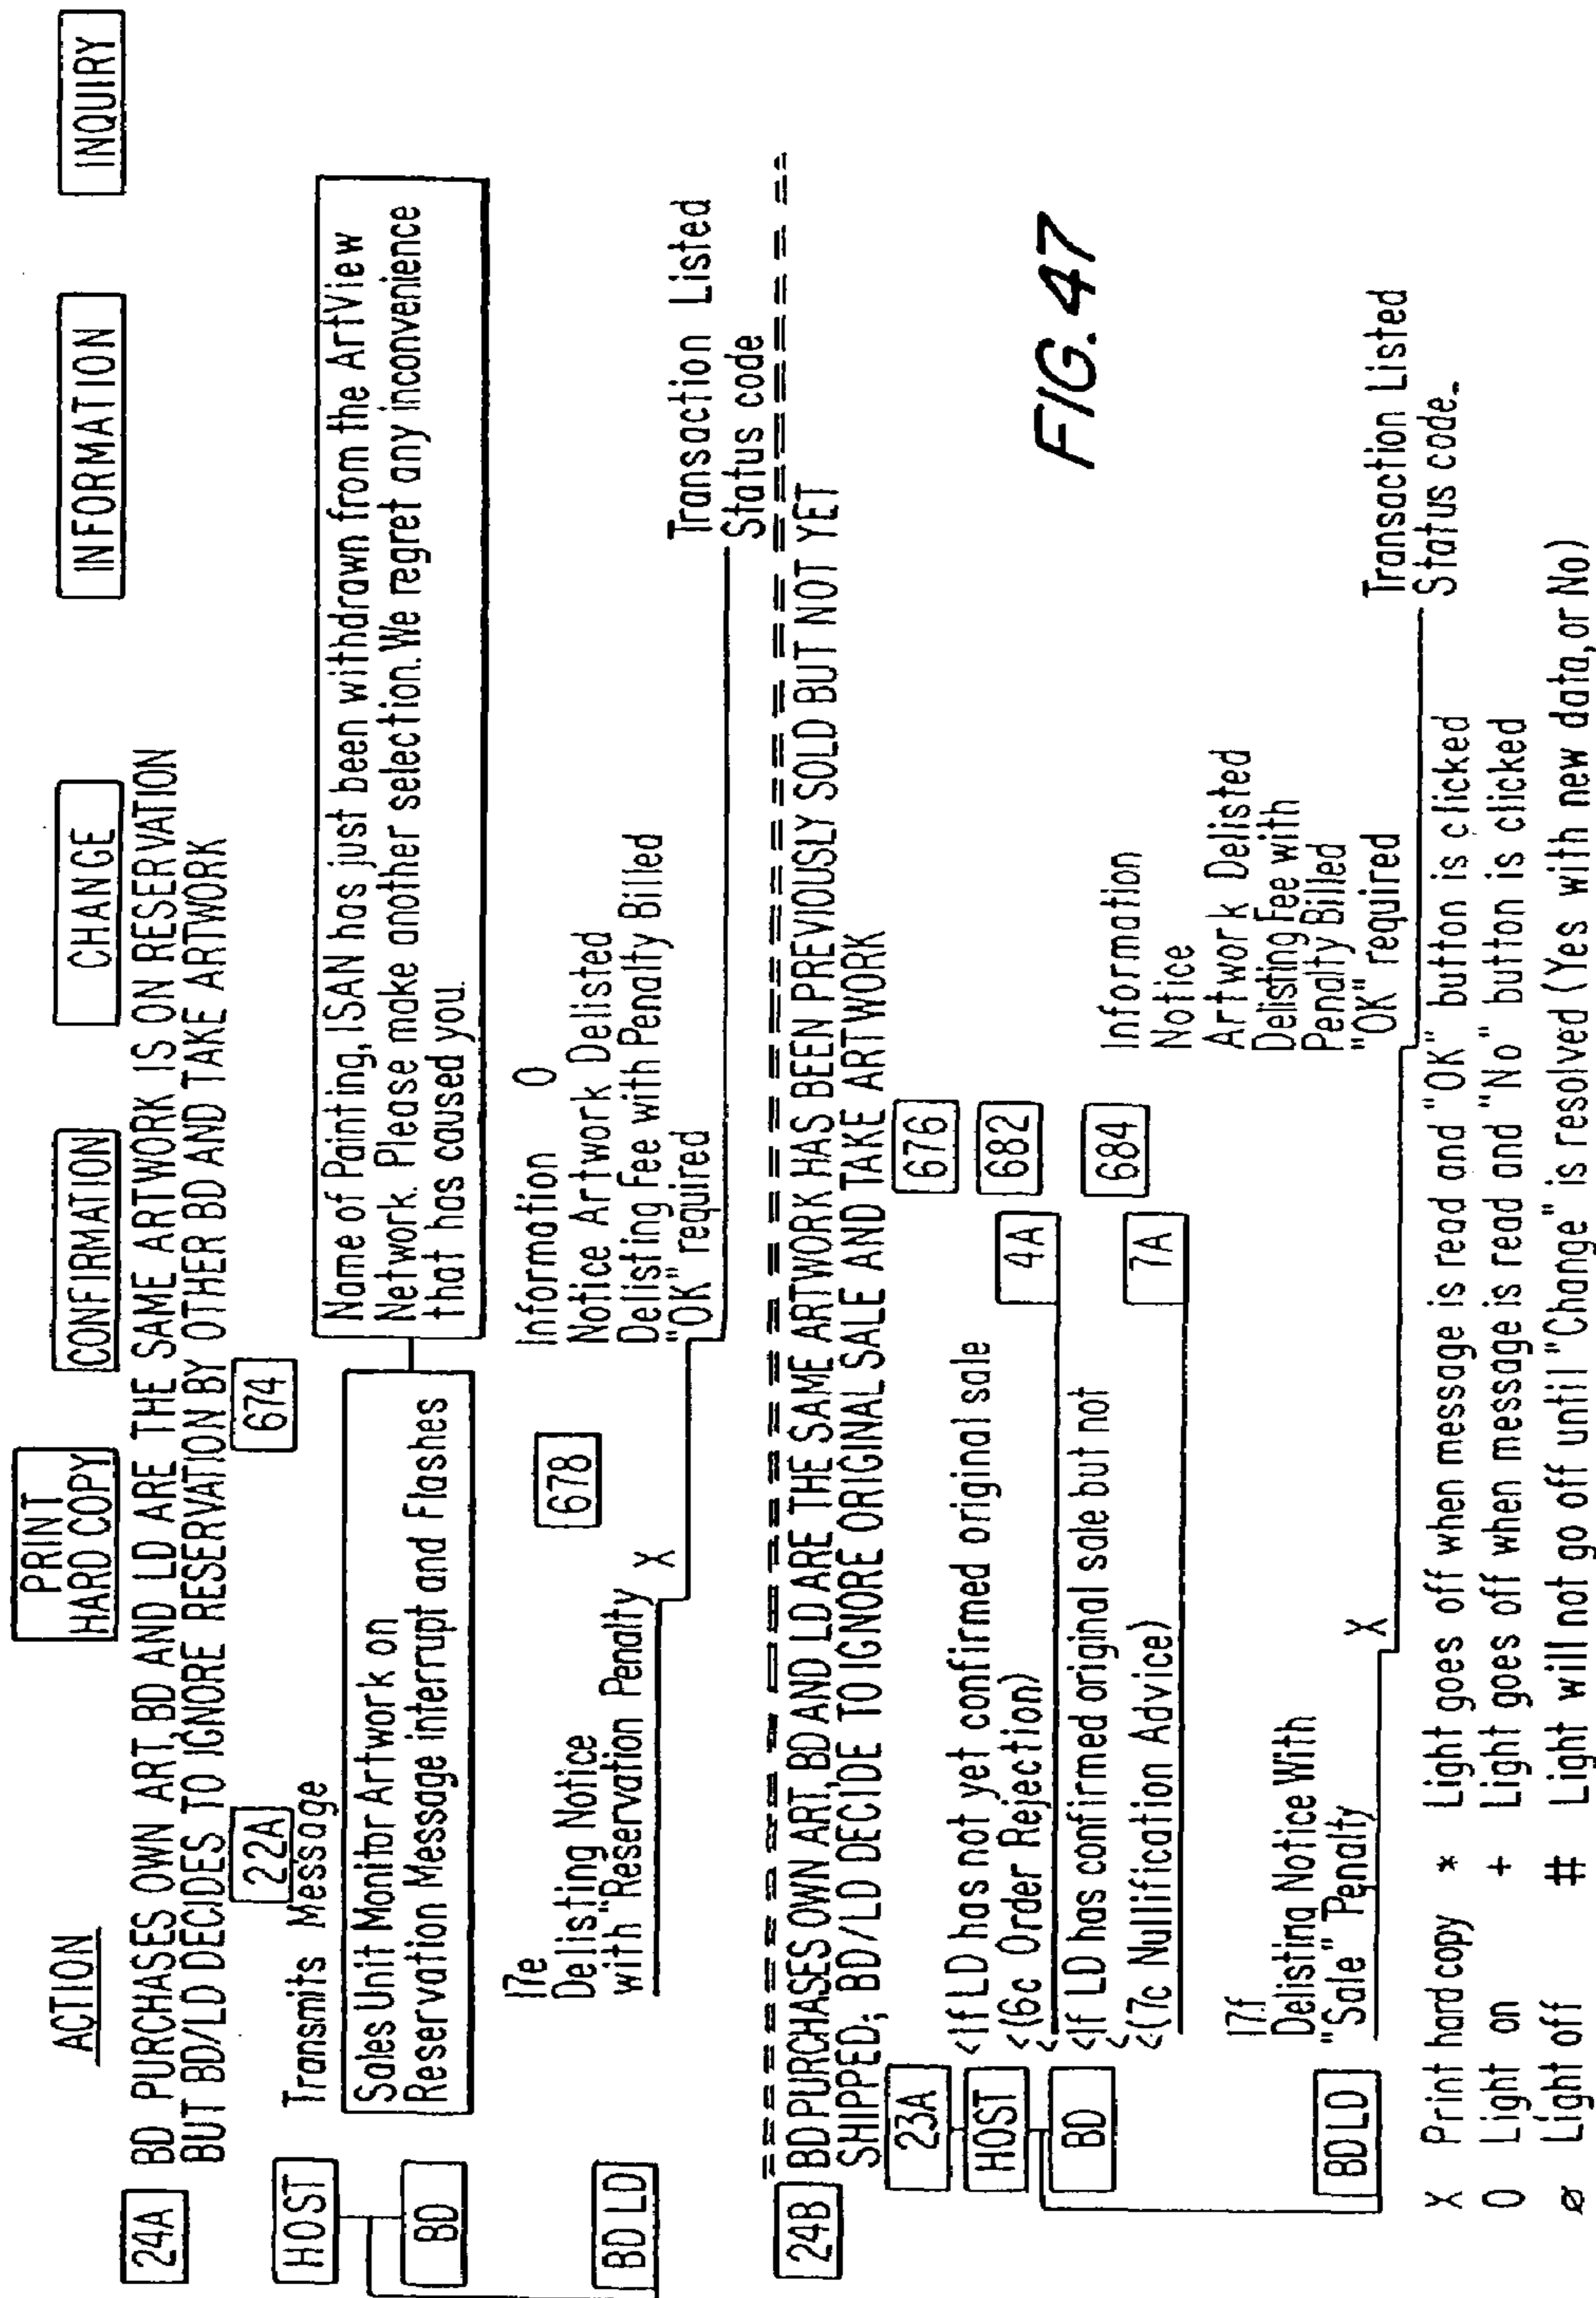 ACTION
PRINT
HARD COPY
CONFIRMATION
CHANGE
INFORMATION
INQUIRY
24A
BD PURCHASES OWN ART, BD AND LD ARE THE SAME ARTWORK IS ON RESERVATION
BUT BD/LD DECIDES TO IGNORE RESERVATION BY OTHER BD AND TAKE ARTWORK
22A
674
HOST
Transmits Message
BD
Sales Unit Monitor Artwork on
Reservation Message interrupt and Flashes
Name of Painting, ISAN has just been withdrawn from the ArtView
Network. Please make another selection. We regret any inconvenience
that has caused you.
17e
Delisting Notice
with "Reservation Penalty
678
X
Information O
Notice Artwork Delisted
Delisting Fee with Penalty Billed
"OK" required
BD LD
Transaction Listed
Status code
24B
BD PURCHASES OWN ART, BD AND LD ARE THE SAME ARTWORK HAS BEEN PREVIOUSLY SOLD BUT NOT YET
SHIPPED; BD/LD DECIDE TO IGNORE ORIGINAL SALE AND TAKE ARTWORK
23A
676
HOST
<If LD has not yet confirmed original sale
<(6c Order Rejection)
<
4A
682
BD
<If LD has confirmed original sale but not
<
<(7c Nullification Advice)
7A
684
FIG. 47
17.f
Delisting Notice With
"Sale" Penalty
X
Information
Notice
Artwork Delisted
Delisting Fee with
Penalty Billed
"OK" required
BD LD
Transaction Listed
Status code
X Print hard copy * Light goes off when message is read and "OK" button is clicked
O Light on + Light goes off when message is read and "No" button is clicked
ø Light off # Light will not go off until "Change" is resolved (Yes with new data, or No)